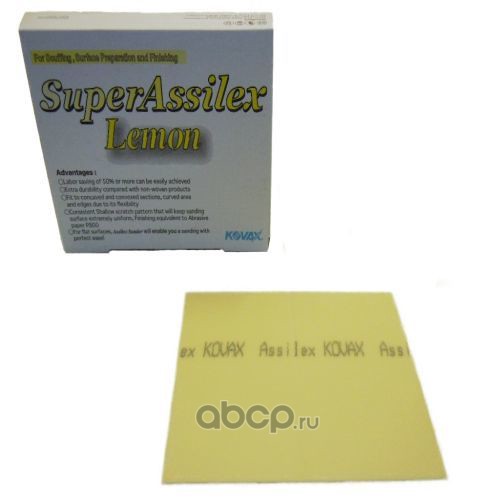 For Scuffing, Surface Preparation and Finishing
SuperAssilex
Lemon
Advantages :
○Labor saving of 50% or more can be easily achieved
○Extra durability compared with non-woven products
○Fit to concaved and convexed sections, curved area
and edges due to its flexibility
○Consistent Shallow scratch pattern that will keep sanding
surface extremely uniform, Finishing equivalent to Abrasive
paper P800
○For flat surfaces, Assilex Sander will enable you a sanding with
perfect ease!
KOVAX
ex KOVAX Assilex KOVAX Assi
abcp.ru